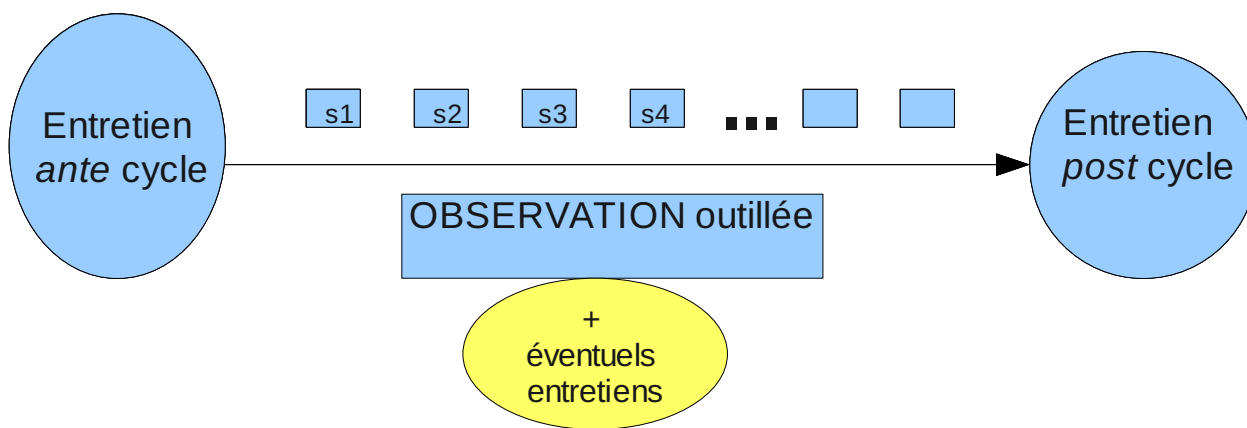 Entretien
ante cycle
s1 s2 s3 s4 ...
Entretien
post cycle
OBSERVATION outillée
+
éventuels
entretiens